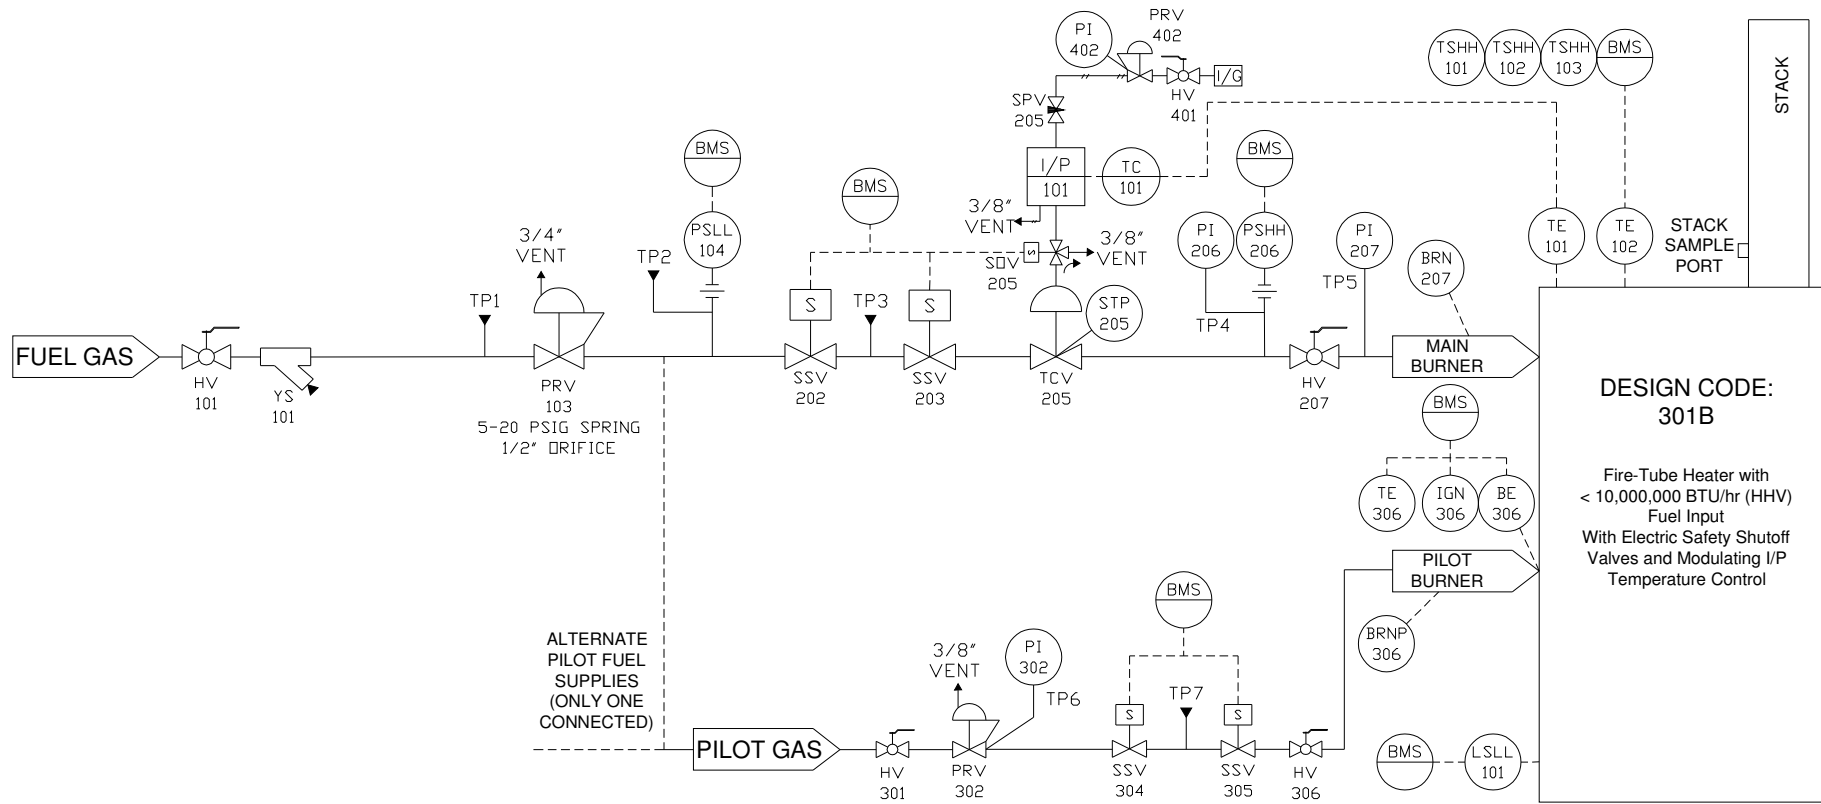 PI
402
PRV
402
I/G
HV
401
SPV
205
I/P
101
TC
101
3/8" VENT
SOV
205
3/8"
VENT
TSHH
101
TSHH
102
TSHH
103
BMS
STACK
BMS
PSLL
104
BMS
BMS
PSHH
206
PI
206
PI
207
TP5
TP4
TE
101
TE
102
STACK
SAMPLE
PORT
BRN
207
3/4"
VENT
TP1
TP2
S
TP3
S
STP
205
FUEL GAS
HV
101
YS
101
PRV
103
5-20 PSIG SPRING
1/2" ORIFICE
SSV
202
SSV
203
TCV
205
HV
207
MAIN
BURNER
DESIGN CODE:
301B
Fire-Tube Heater with
< 10,000,000 BTU/hr (HHV)
Fuel Input
With Electric Safety Shutoff
Valves and Modulating I/P
Temperature Control
BMS
TE
306
IGN
306
BE
306
PILOT
BURNER
BRNP
306
ALTERNATE
PILOT FUEL
SUPPLIES
(ONLY ONE
CONNECTED)
PILOT GAS
HV
301
3/8"
VENT
PRV
302
PI
302
TP6
BMS
S
TP7
S
SSV
304
SSV
305
HV
306
BMS
LSLL
101